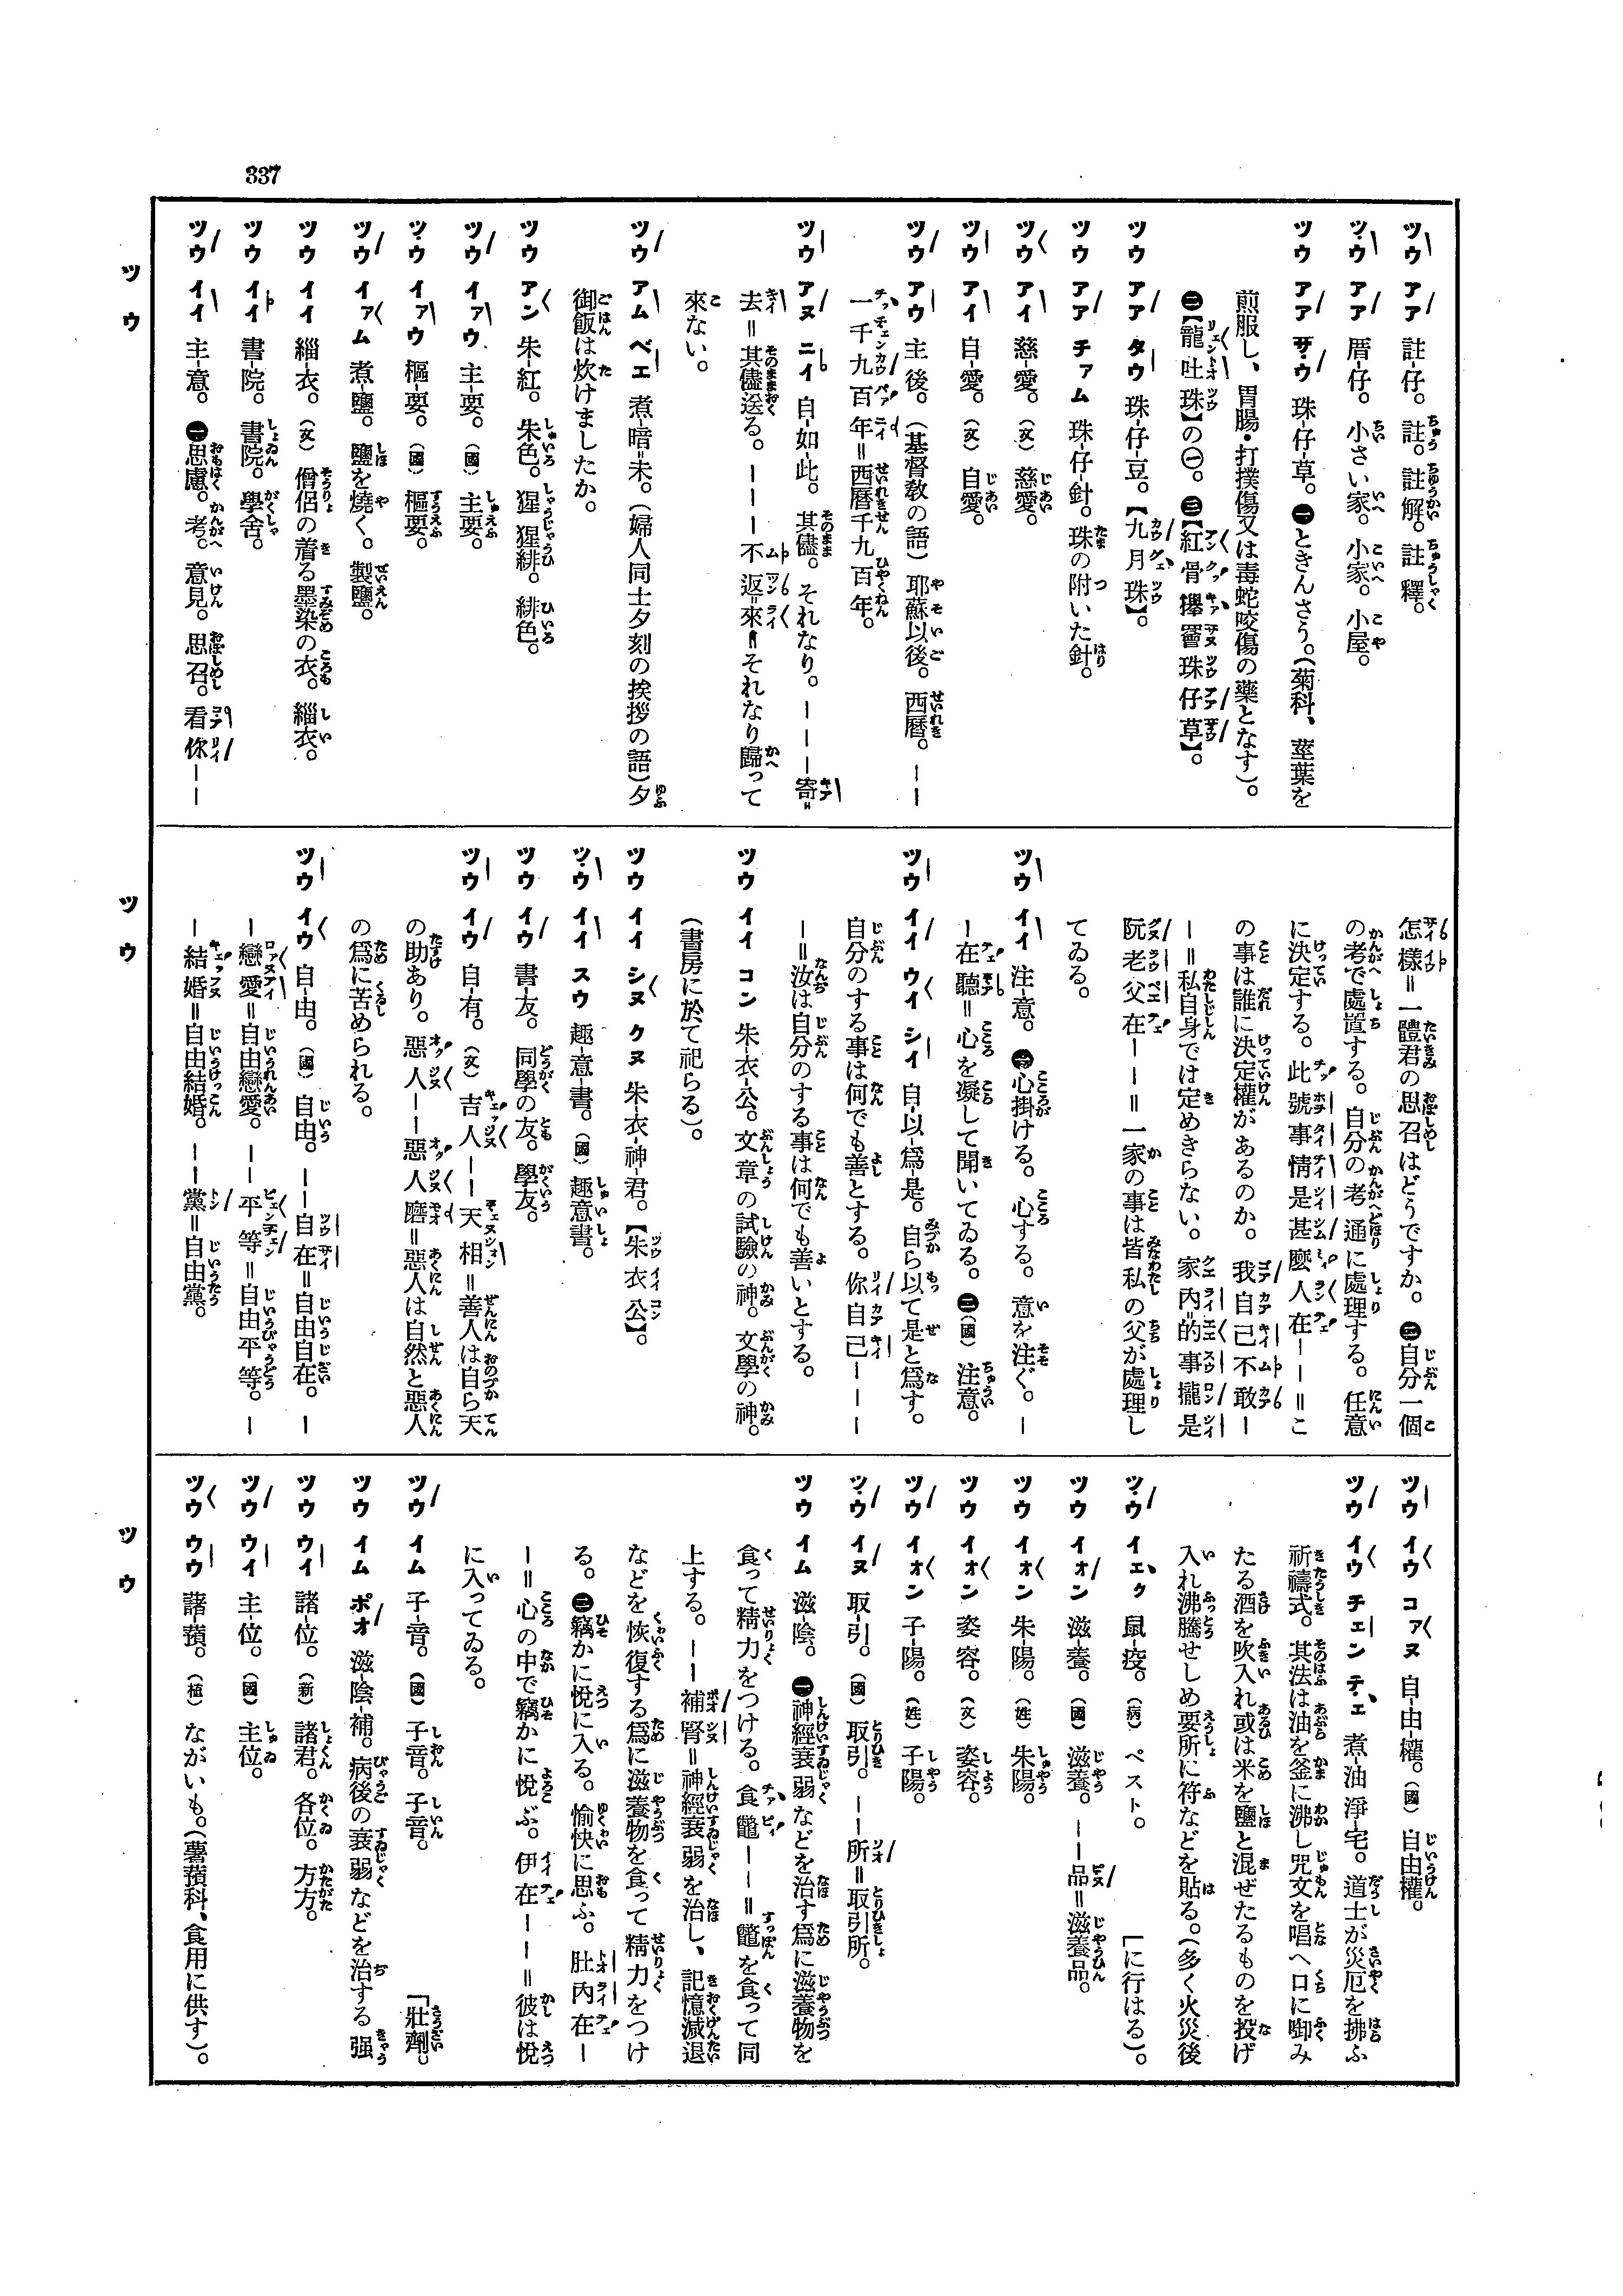 337
ツウ アア 註-仔。註。註解。註釋。
ツウ アア 厝-仔。小さい家。小家。小屋。
ツウ アア ザウ 珠-仔-草。㊀ときんさう。(菊科、莖葉を
煎服し、胃腸・打撲傷又は毒蛇咬傷の藥となす)。
㊁【龍吐珠】の㊀。㊂【紅骨擧窨珠仔草】。
ツウ アア タウ 珠-仔-豆。【九月珠】。
ツウ アア チァム 珠-仔-針。珠の附いた針。
ツウ アイ 慈-愛。(文)慈愛。
ツウ アイ 自-愛。(文)自愛。
ツウ アウ 主-後。(基督敎の語)耶蘇以後。西曆。――
一千九百年=西曆千九百年。
ツウ アヌ ニイ 自-如-此。其儘。それなり。―――寄=
去=其儘送る。―――不返=來=それなり歸って
來ない。
ツウ アム ベエ 煮-暗=未。(婦人同士夕刻の挨拶の語)夕
御飯は炊けましたか。
ツウ アン 朱-紅。朱色。猩猩緋。緋色。
ツウ イァウ 主-要。(國)主要。
ツウ イァウ 樞-要。(國)樞要。
ツウ イァム 煮-鹽。鹽を燒く。製鹽。
ツウ イイ 緇-衣。(文)僧侶の着る墨染の衣。緇衣。
ツウ イイ 書-院。書院。學舍。
ツウ イイ 主-意。㊀思慮。考。意見。思召。看你――
怎樣=一體君の思召はどうですか。㊁自分一個
の考で處置する。自分の考通に處理する。任意
に決定する。此號事情是甚麼人在――=こ
の事は誰に決定權があるのか。我自己不敢―
―=私自身では定めきらない。家內=的事攏是
阮老父在――=一家の事は皆私の父が處理し
てゐる。
ツウ イイ 注-意。㊀心掛ける。心する。意を注ぐ。―
―在聽=心を凝して聞いてゐる。㊁(國)注意。
ツウ イイ ウイ シイ 自-以-爲-是。自ら以て是と爲す。
自分のする事は何でも善とする。你自己―――
―=汝は自分のする事は何でも善いとする。
ツウ イイ コン 朱-衣-公。文章の試驗の神。文學の神。
(書房に於て祀らる)。
ツウ イイ シヌ クヌ 朱-衣-神-君。【朱衣公】。
ツウ イイ スウ 趣-意-書。(國)趣意書。
ツウ イウ 書-友。同學の友。學友。
ツウ イウ 自-有。(文)吉人――天相=善人は自ら天
の助あり。惡人――惡人磨=惡人は自然と惡人
の爲に苦められる。
ツウ イウ 自-由。(國)自由。――自在=自由自在。―
―戀愛=自由戀愛。――平等=自由平等。―
―結婚=自由結婚。――黨=自由黨。
ツウ イウ コァヌ 自-由-權。(國)自由權。
ツウ イウ チェン テェ 煮-油-淨-宅。道士が災厄を拂ふ
祈禱式。其法は油を釜に沸し咒文を唱へ口に啣み
たる酒を吹入れ或は米を鹽と混ぜたるものを投げ
入れ沸騰せしめ要所に符などを貼る。(多く火災後
ツウ イェク 鼠-疫。(病)ペスト。 「に行はる)。
ツウ イォン 滋-養。(國)滋養。――品=滋養品。
ツウ イォン 朱-陽。(姓)朱陽。
ツウ イォン 姿-容。(文)姿容。
ツウ イォン 子-陽。(姓)子陽。
ツウ イヌ 取-引。(國)取引。――所=取引所。
ツウ イム 滋-陰。㊀神經衰弱などを治す爲に滋養物を
食って精力をつける。食鼈――=鼈を食って同
上する。――補腎=神經衰弱を治し、記憶減退
などを恢復する爲に滋養物を食って精力をつけ
る。㊁竊かに悅に入る。愉快に思ふ。肚內在―
―=心の中で竊かに悅ぶ。伊在――=彼は悅
に入ってゐる。
ツウ イム 子-音。(國)子音。子音。 「壯劑。
ツウ イム ポオ 滋-陰-補。病後の衰弱などを治する强
ツウ ウイ 諸-位。(新)諸君。各位。方方。
ツウ ウイ 主-位。(國)主位。
ツウ ウウ 諸-蕷。(植)ながいも。(薯蕷科、食用に供す)。
ツウ
ツウ
ツウ